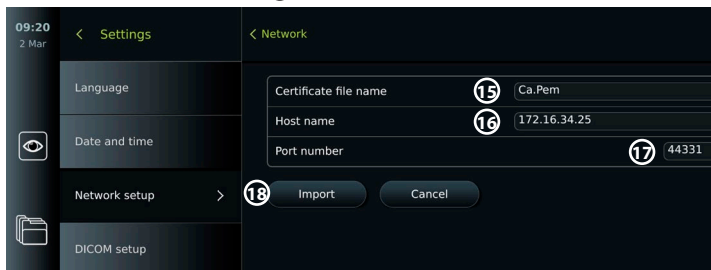 09:20
2 Mar
Settings
Network
Language
Date and time
Network setup
DICOM setup
Certificate file name 15 Ca.Pem
Host name 16 172.16.34.25
Port number 17 44331
18 Import Cancel